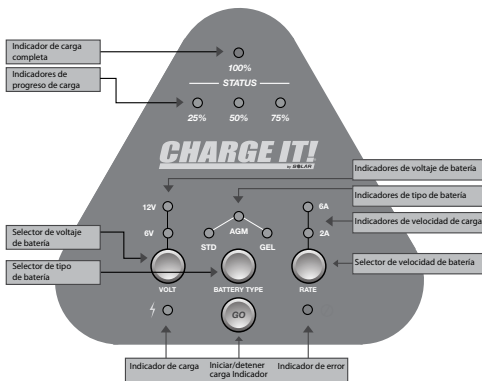 Indicador de carga
completa
100%
STATUS
Indicadores de
progreso de carga
25% 50% 75%
CHARGE IT!
by SOLAR
Indicadores de voltaje de batería
Indicadores de tipo de batería
12V AGM 6A
Indicadores de velocidad de carga
6V STD GEL 2A
Selector de voltaje
de batería
Selector de tipo
de batería
Selector de velocidad de batería
VOLT BATTERY TYPE RATE
GO
Indicador de carga
Iniciar/detener
carga Indicador
Indicador de error